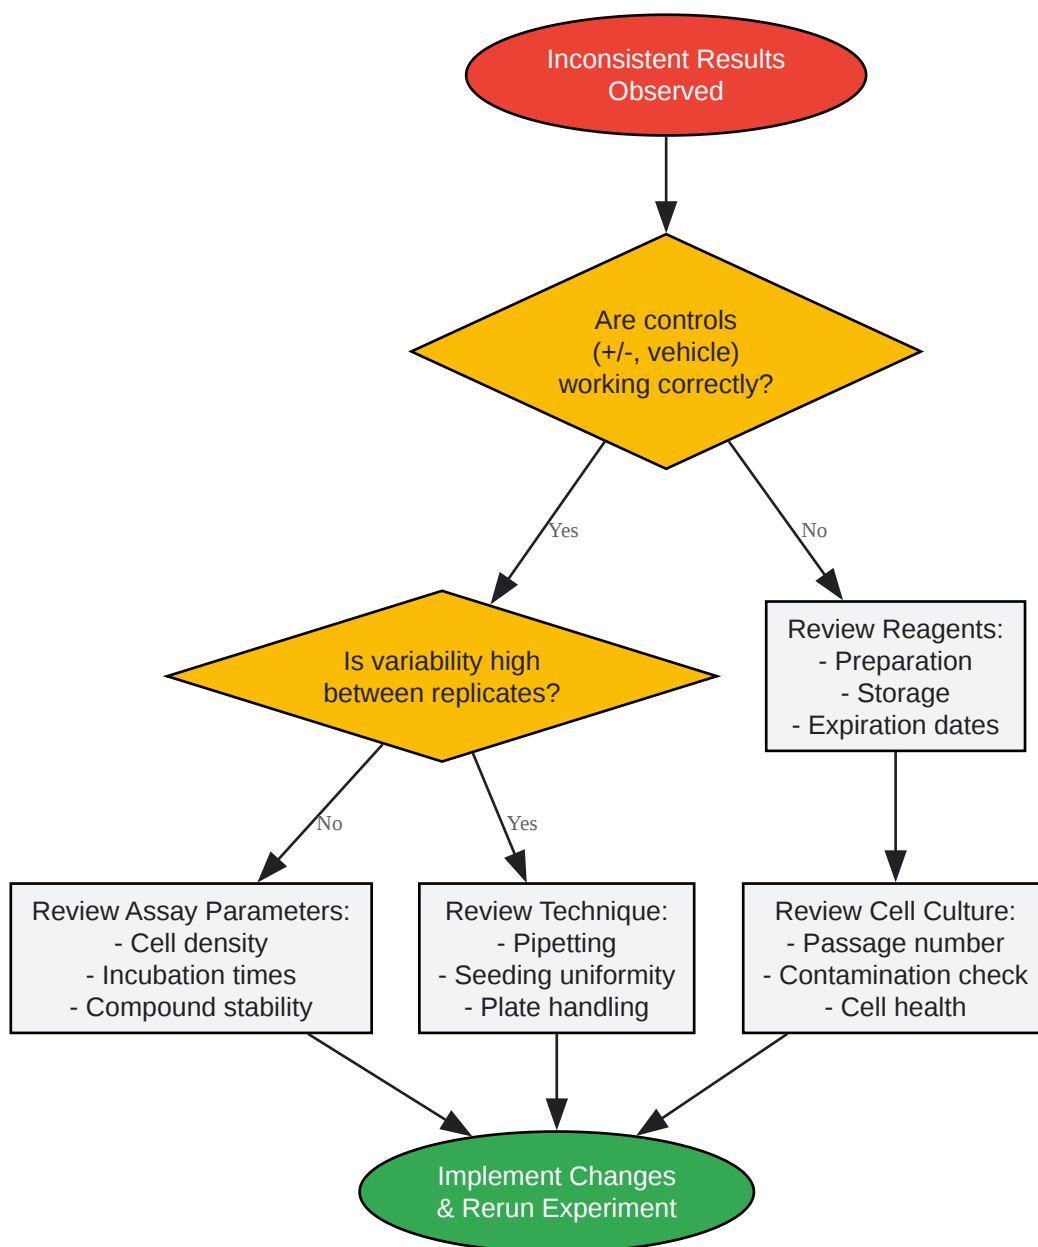 Inconsistent Results
Observed
Are controls
(+/-, vehicle)
working correctly?
Yes
No
Is variability high
between replicates?
Review Reagents:
- Preparation
- Storage
- Expiration dates
No
Yes
Review Assay Parameters:
- Cell density
- Incubation times
- Compound stability
Review Technique:
- Pipetting
- Seeding uniformity
- Plate handling
Review Cell Culture:
- Passage number
- Contamination check
- Cell health
Implement Changes
& Rerun Experiment